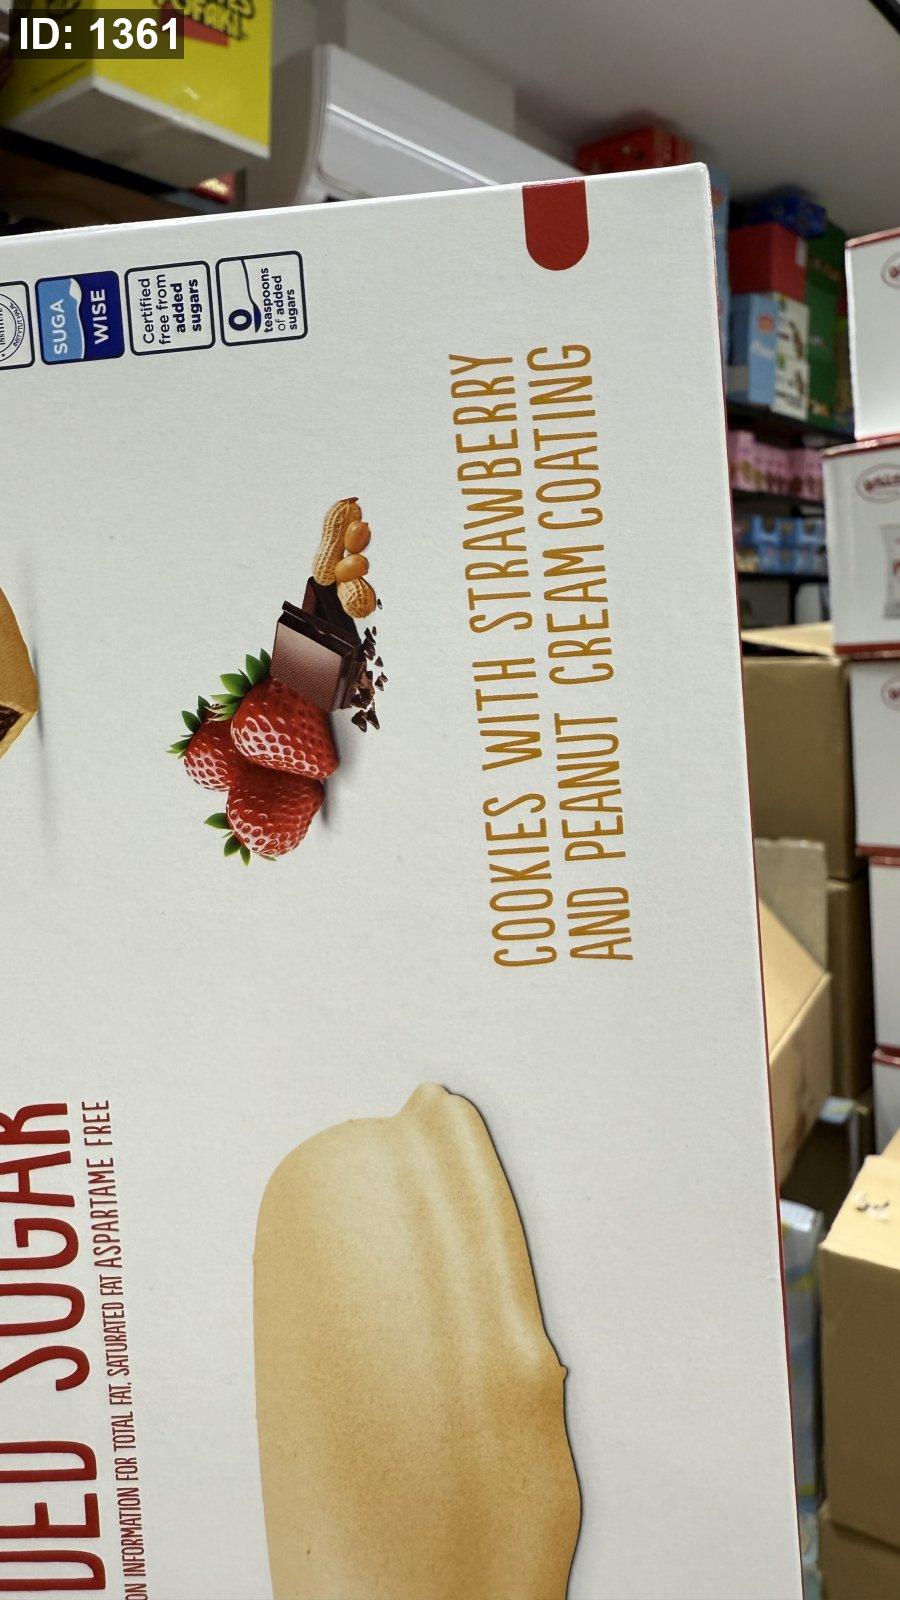 ID: 1361
SUGA
WISE
Certified
free from
added
sugars
0
teaspoons
of added
sugars
COOKIES WITH STRAWBERRY
AND PEANUT CREAM COATING
DED SUGAR
ON INFORMATION FOR TOTAL FAT, SATURATED FAT ASPARTAME FREE